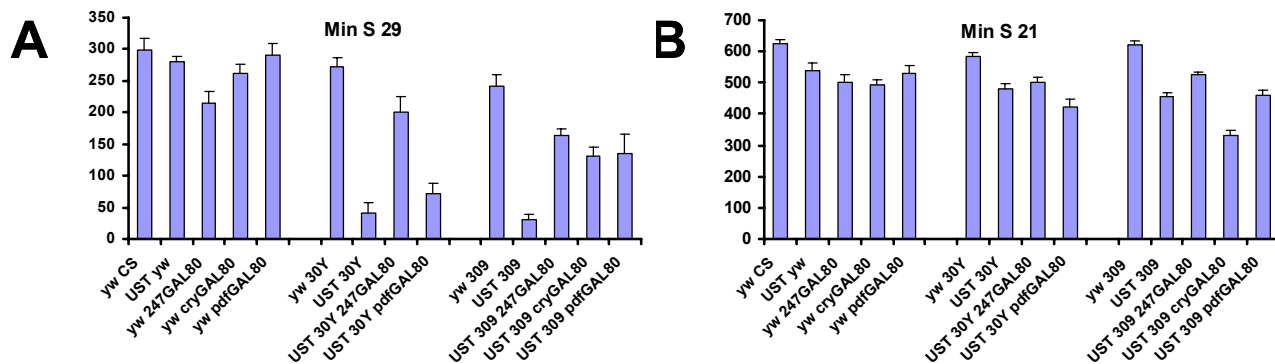 A
Min S 29
350
300
250
200
150
100
50
0
yw CS
UST yw
yw 247GAL80
yw cryGAL80
yw pdfGAL80
yw 30Y
UST 30Y
UST 30Y 247GAL80
UST 30Y pdfGAL80
yw 309
UST 309
UST 309 247GAL80
UST 309 cryGAL80
UST 309 pdfGAL80
B
Min S 21
700
600
500
400
300
200
100
0
yw CS
UST yw
yw 247GAL80
yw cryGAL80
yw pdfGAL80
yw 30Y
UST 30Y
UST 30Y 247GAL80
UST 30Y pdfGAL80
yw 309
UST 309
UST 309 247GAL80
UST 309 cryGAL80
UST 309 pdfGAL80